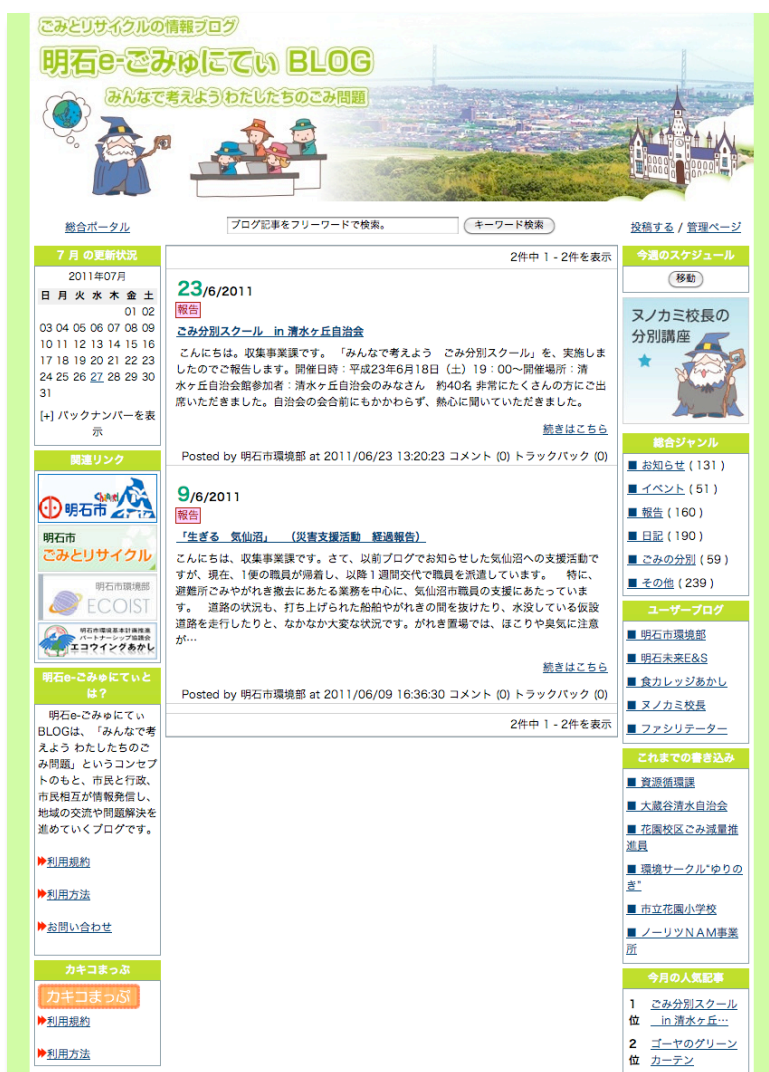 ごみとリサイクルの情報ブログ
明石e-ごみゅにてぃ BLOG
みんなで考えよう わたしたちのごみ問題
総合ポータル
ブログ記事をフリーワードで検索。
キーワード検索
投稿する / 管理ページ
7 月 の更新状況
2011年07月
日 月 火 水 木 金 土
01 02
03 04 05 06 07 08 09
10 11 12 13 14 15 16
17 18 19 20 21 22 23
24 25 26 27 28 29 30
31
[+] バックナンバーを表
示
関連リンク
明石市
明石市
ごみとリサイクル
明石市環境部
ECOIST
明石市環境基本計画推進
パートナーシップ協議会
エコウイングあかし
明石e-ごみゅにてぃと
は？
明石e-ごみゅにてぃ
BLOGは、「みんなで考
えよう わたしたちのご
み問題」というコンセプ
トのもと、市民と行政、
市民相互が情報発信し、
地域の交流や問題解決を
進めていくブログです。
利用規約
利用方法
お問い合わせ
カキコまっぷ
カキコまっぷ
利用規約
利用方法
2件中 1 - 2件を表示
23/6/2011
報告
ごみ分別スクール　in 清水ヶ丘自治会
こんにちは。収集事業課です。 「みんなで考えよう　ごみ分別スクール」を、実施しま
したのでご報告します。開催日時：平成23年6月18日（土）19：00～開催場所：清
水ヶ丘自治会館参加者：清水ヶ丘自治会のみなさん　約40名 非常にたくさんの方にご出
席いただきました。自治会の会合前にもかかわらず、熱心に聞いていただきました。
続きはこちら
Posted by 明石市環境部 at 2011/06/23 13:20:23 コメント (0) トラックバック (0)
9/6/2011
報告
「生ぎる　気仙沼」　（災害支援活動　経過報告）
こんにちは、収集事業課です。さて、以前ブログでお知らせした気仙沼への支援活動で
すが、現在、1便の職員が帰着し、以降１週間交代で職員を派遣しています。　特に、
避難所ごみやがれき撤去にあたる業務を中心に、気仙沼市職員の支援にあたっていま
す。　道路の状況も、打ち上げられた船舶やがれきの間を抜けたり、水没している仮設
道路を走行したりと、なかなか大変な状況です。がれき置場では、ほこりや臭気に注意
が…
続きはこちら
Posted by 明石市環境部 at 2011/06/09 16:36:30 コメント (0) トラックバック (0)
2件中 1 - 2件を表示
今週のスケジュール
移動
ヌノカミ校長の
分別講座
総合ジャンル
■ お知らせ ( 131 )
■ イベント ( 51 )
■ 報告 ( 160 )
■ 日記 ( 190 )
■ ごみの分別 ( 59 )
■ その他 ( 239 )
ユーザーブログ
■ 明石市環境部
■ 明石未来E&S
■ 食カレッジあかし
■ ヌノカミ校長
■ ファシリテーター
これまでの書き込み
■ 資源循環課
■ 大蔵谷清水自治会
■ 花園校区ごみ減量推
進員
■ 環境サークル“ゆりの
き”
■ 市立花園小学校
■ ノーリツＮＡＭ事業
所
今月の人気記事
1 ごみ分別スクール
位 　in 清水ヶ丘…
2 ゴーヤのグリーン
位 カーテン